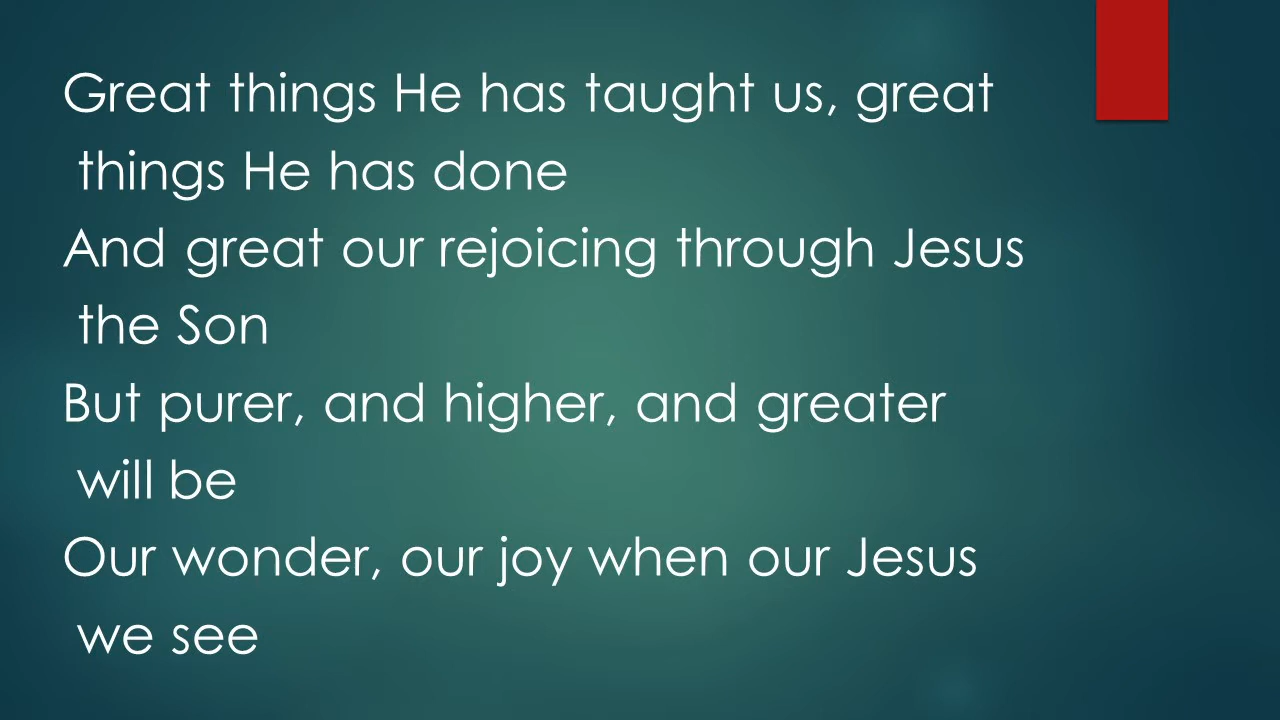 Great things He has taught us, great
things He has done
And great our rejoicing through Jesus
the Son
But purer, and higher, and greater
will be
Our wonder, our joy when our Jesus
we see